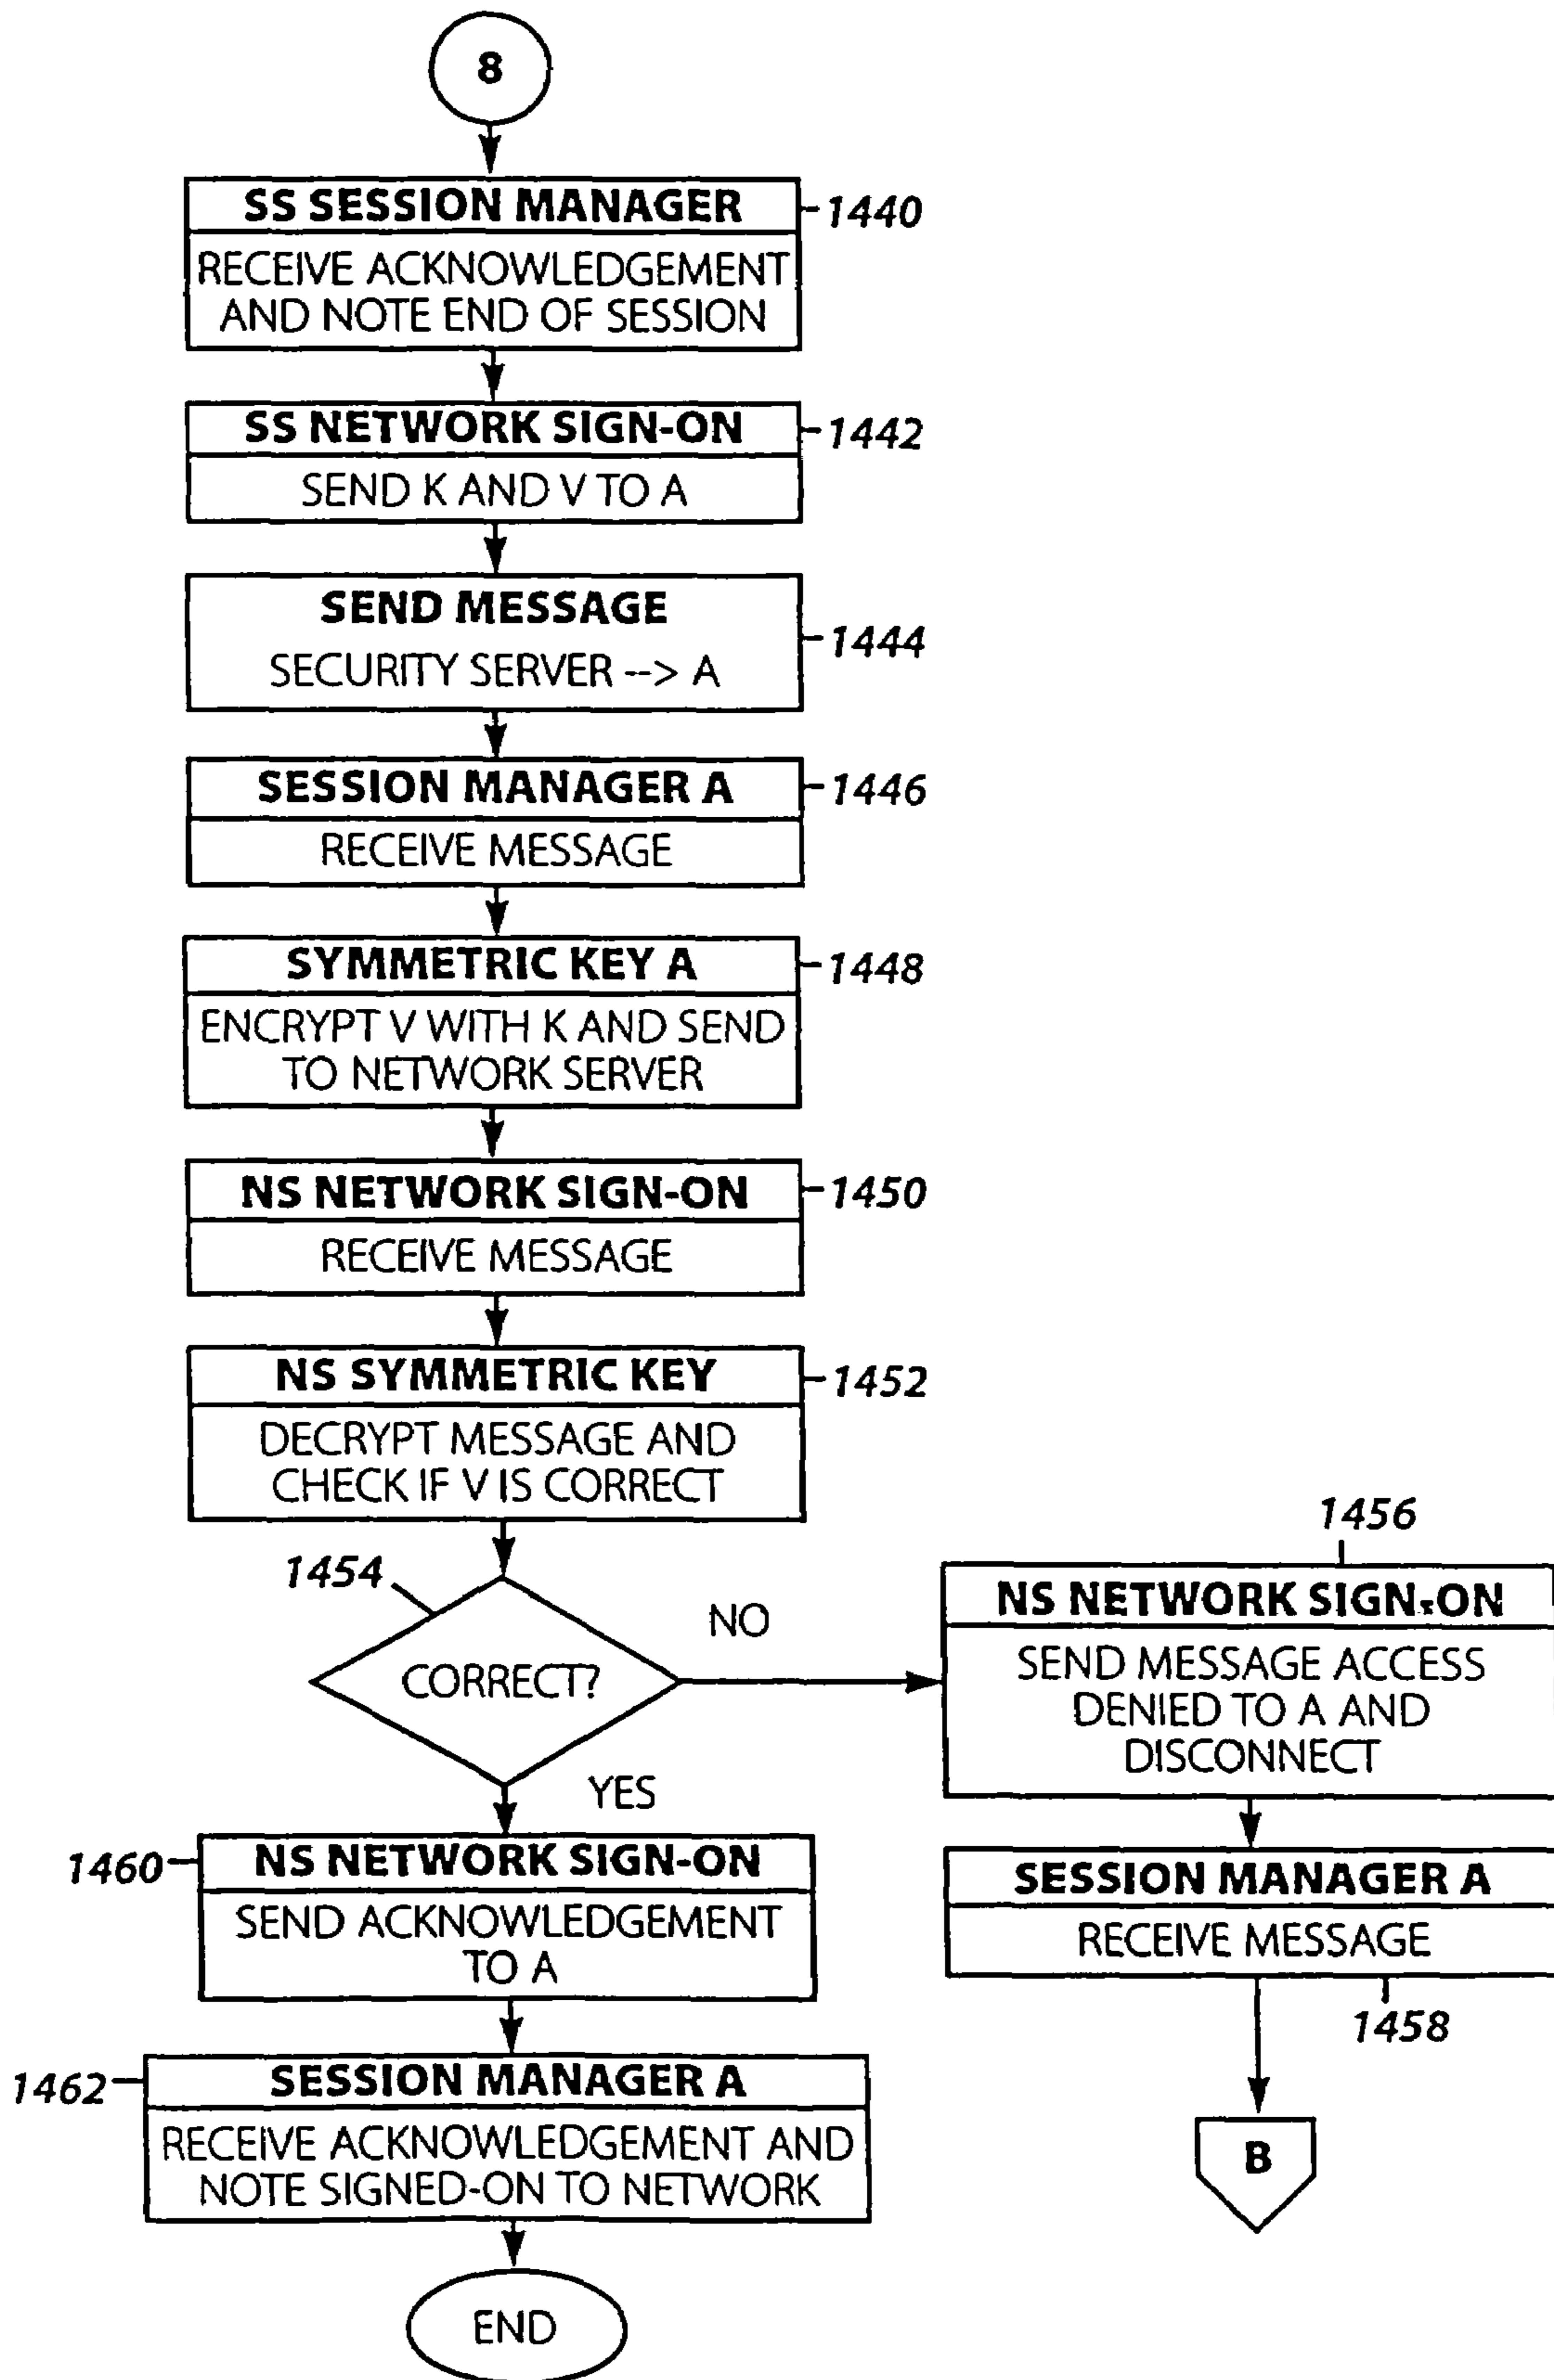 8
SS SESSION MANAGER
1440
RECEIVE ACKNOWLEDGEMENT
AND NOTE END OF SESSION
SS NETWORK SIGN-ON
1442
SEND K AND V TO A
SEND MESSAGE
1444
SECURITY SERVER --> A
SESSION MANAGER A
1446
RECEIVE MESSAGE
SYMMETRIC KEY A
1448
ENCRYPT V WITH K AND SEND
TO NETWORK SERVER
NS NETWORK SIGN-ON
1450
RECEIVE MESSAGE
NS SYMMETRIC KEY
1452
DECRYPT MESSAGE AND
CHECK IF V IS CORRECT
1454
CORRECT?
NO
YES
1456
NS NETWORK SIGN-ON
SEND MESSAGE ACCESS
DENIED TO A AND
DISCONNECT
SESSION MANAGER A
RECEIVE MESSAGE
1458
B
1460
NS NETWORK SIGN-ON
SEND ACKNOWLEDGEMENT
TO A
1462
SESSION MANAGER A
RECEIVE ACKNOWLEDGEMENT AND
NOTE SIGNED-ON TO NETWORK
END